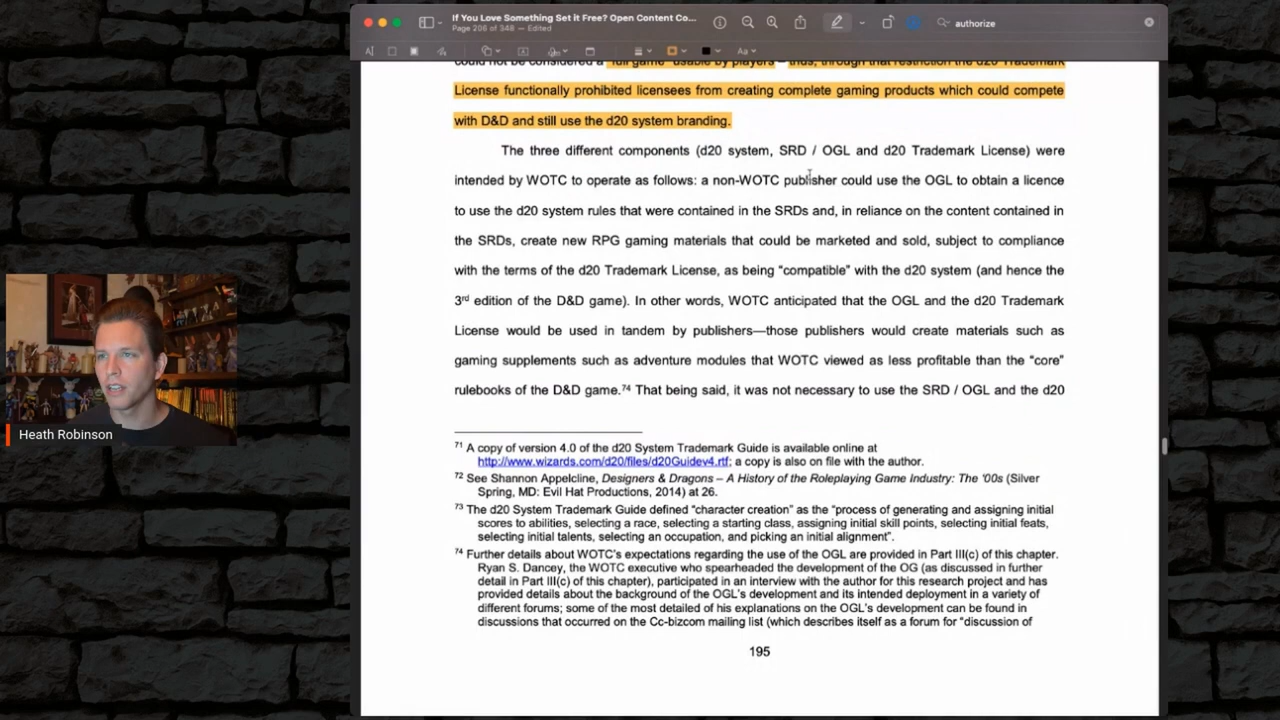 If You Love Something Set it Free? Open Content Co...
Page 206 of 348 — Edited
authorize
could not be considered a "full game" usable by players—thus, through that restriction the d20 Trademark
License functionally prohibited licensees from creating complete gaming products which could compete
with D&D and still use the d20 system branding.
The three different components (d20 system, SRD / OGL and d20 Trademark License) were
intended by WOTC to operate as follows: a non-WOTC publisher could use the OGL to obtain a licence
to use the d20 system rules that were contained in the SRDs and, in reliance on the content contained in
the SRDs, create new RPG gaming materials that could be marketed and sold, subject to compliance
with the terms of the d20 Trademark License, as being “compatible” with the d20 system (and hence the
3rd edition of the D&D game). In other words, WOTC anticipated that the OGL and the d20 Trademark
License would be used in tandem by publishers—those publishers would create materials such as
gaming supplements such as adventure modules that WOTC viewed as less profitable than the “core”
rulebooks of the D&D game.74 That being said, it was not necessary to use the SRD / OGL and the d20
71 A copy of version 4.0 of the d20 System Trademark Guide is available online at
http://www.wizards.com/d20/files/d20Guidev4.rtf; a copy is also on file with the author.
72 See Shannon Appelcline, Designers & Dragons – A History of the Roleplaying Game Industry: The '00s (Silver
Spring, MD: Evil Hat Productions, 2014) at 26.
73 The d20 System Trademark Guide defined “character creation” as the “process of generating and assigning initial
scores to abilities, selecting a race, selecting a starting class, assigning initial skill points, selecting initial feats,
selecting initial talents, selecting an occupation, and picking an initial alignment”.
74 Further details about WOTC's expectations regarding the use of the OGL are provided in Part III(c) of this chapter.
Ryan S. Dancey, the WOTC executive who spearheaded the development of the OG (as discussed in further
detail in Part III(c) of this chapter), participated in an interview with the author for this research project and has
provided details about the background of the OGL's development and its intended deployment in a variety of
different forums; some of the most detailed of his explanations on the OGL's development can be found in
discussions that occurred on the Cc-bizcom mailing list (which describes itself as a forum for “discussion of
195
Heath Robinson